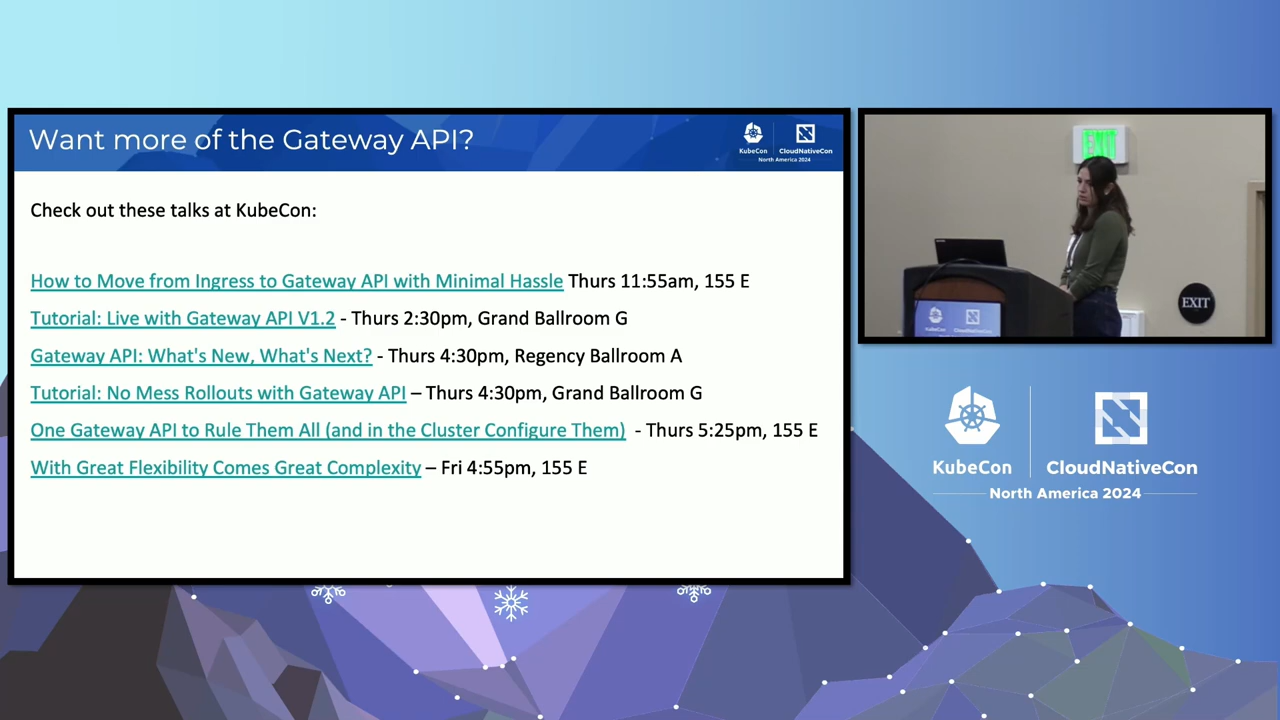 Want more of the Gateway API?
KubeCon
CloudNativeCon
North America 2024
Check out these talks at KubeCon:
How to Move from Ingress to Gateway API with Minimal Hassle Thurs 11:55am, 155 E
Tutorial: Live with Gateway API V1.2 - Thurs 2:30pm, Grand Ballroom G
Gateway API: What's New, What's Next? - Thurs 4:30pm, Regency Ballroom A
Tutorial: No Mess Rollouts with Gateway API – Thurs 4:30pm, Grand Ballroom G
One Gateway API to Rule Them All (and in the Cluster Configure Them) - Thurs 5:25pm, 155 E
With Great Flexibility Comes Great Complexity – Fri 4:55pm, 155 E
EXIT
EXIT
KubeCon
CloudNativeCon
KubeCon
CloudNativeCon
North America 2024